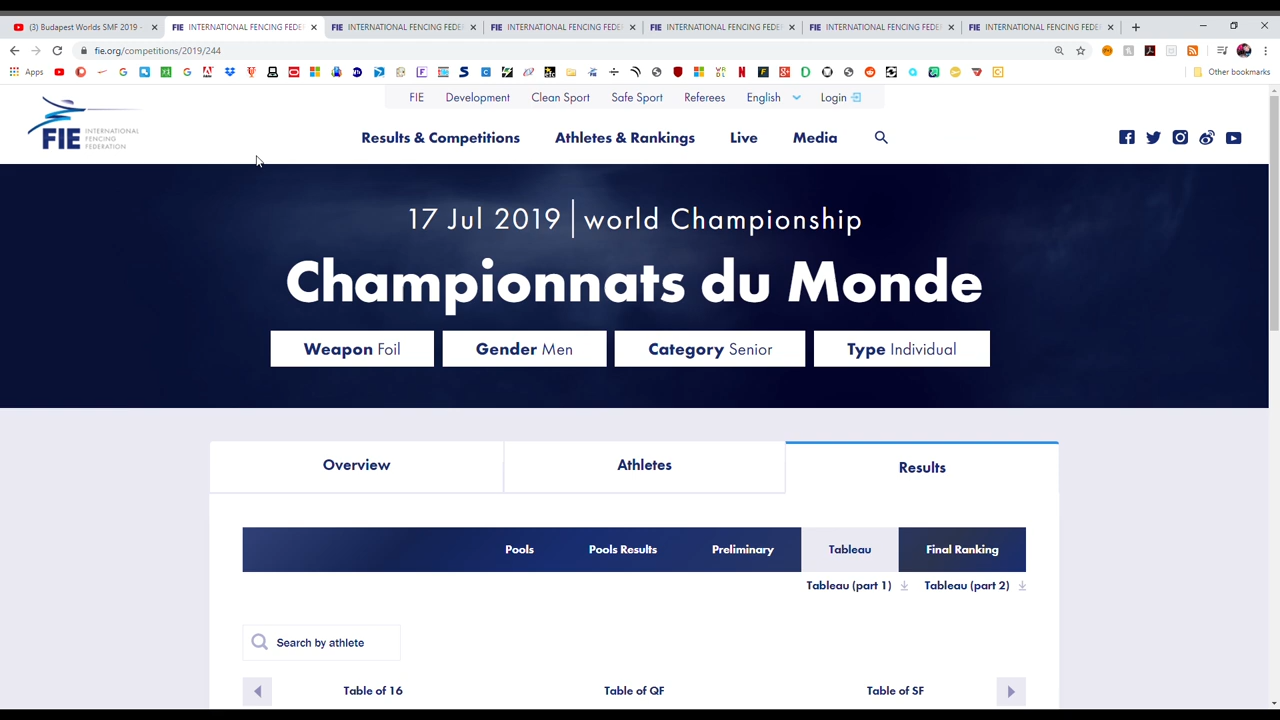 (3) Budapest Worlds SMF 2019 -
INTERNATIONAL FENCING FEDE
INTERNATIONAL FENCING FEDE
INTERNATIONAL FENCING FEDE
INTERNATIONAL FENCING FEDE
INTERNATIONAL FENCING FEDE
INTERNATIONAL FENCING FEDE
fie.org/competitions/2019/244
Apps
Other bookmarks
FIE Development Clean Sport Safe Sport Referees English Login
FIE INTERNATIONAL FENCING FEDERATION
Results & Competitions Athletes & Rankings Live Media
17 Jul 2019 | world Championship
Championnats du Monde
Weapon Foil Gender Men Category Senior Type Individual
Overview Athletes Results
Pools Pools Results Preliminary Tableau Final Ranking
Tableau (part 1) Tableau (part 2)
Search by athlete
Table of 16 Table of QF Table of SF